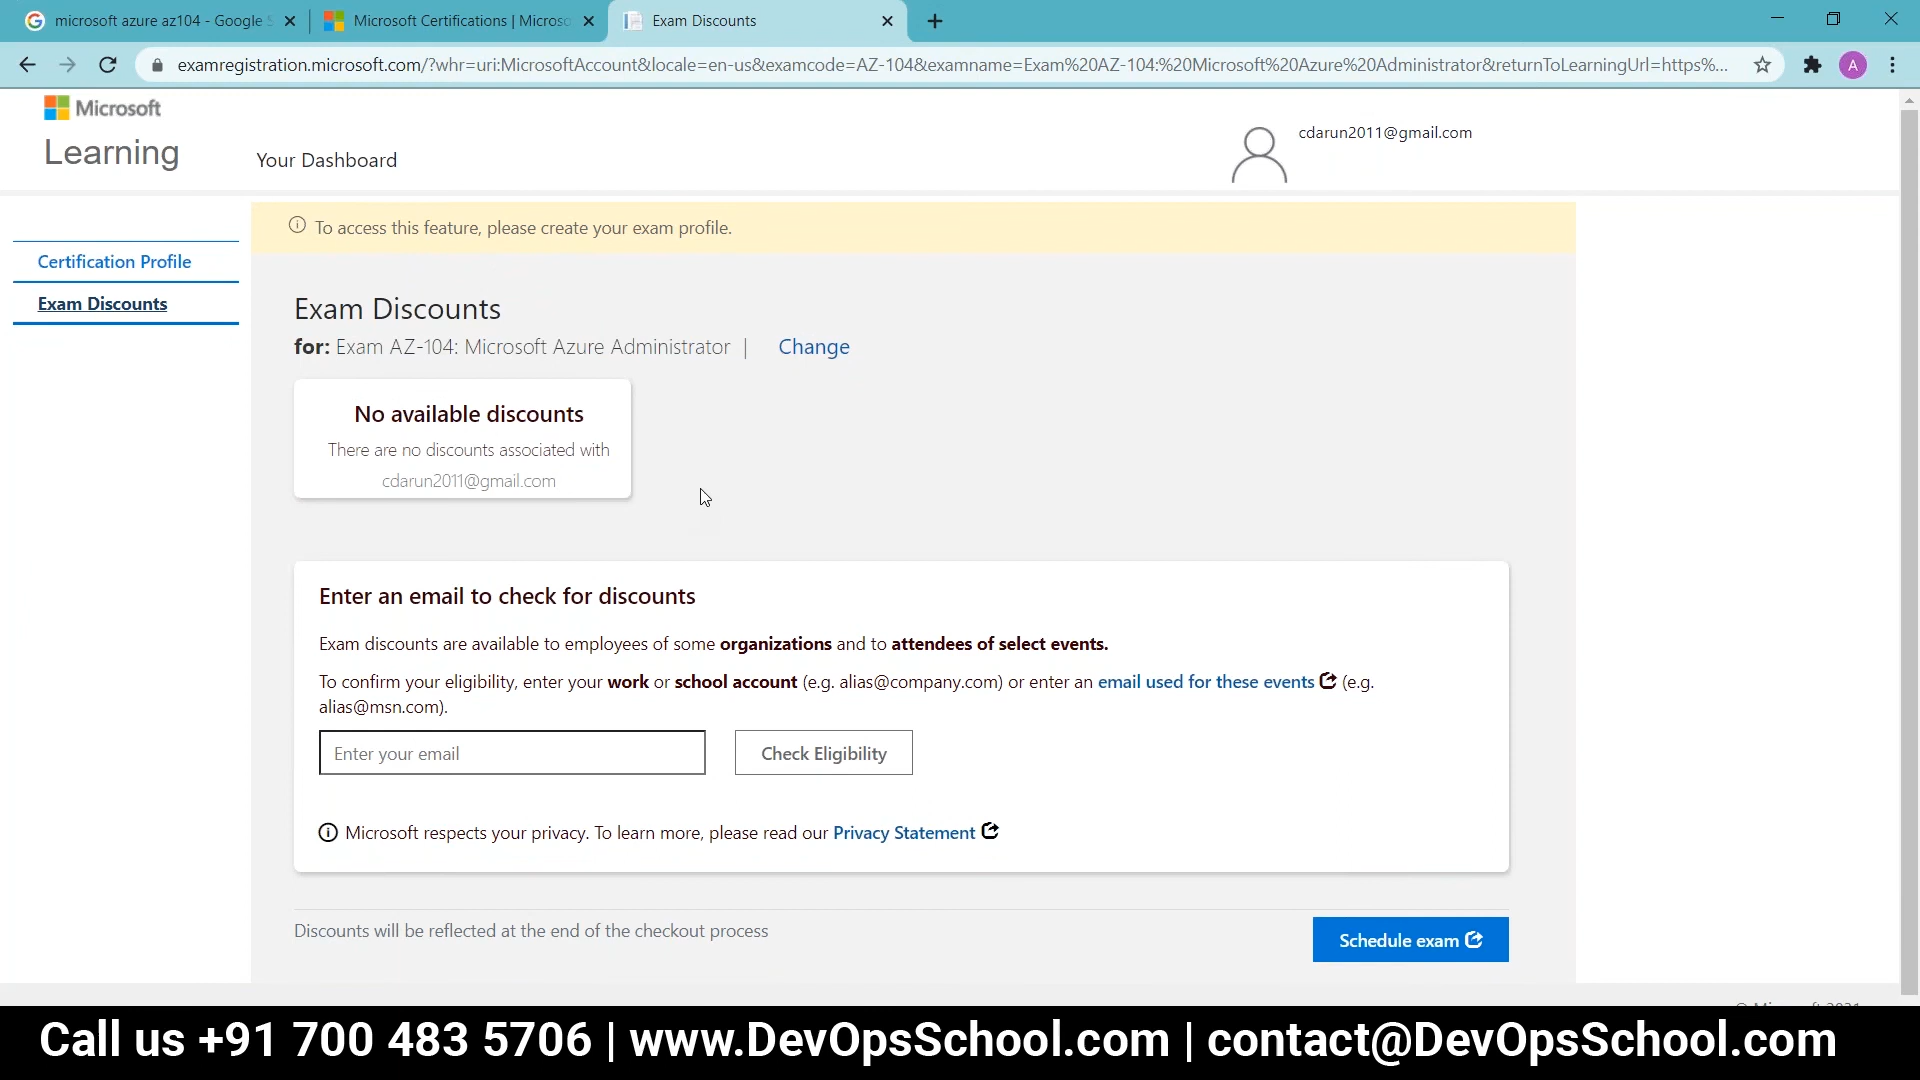 microsoft azure az104 - Google S
Microsoft Certifications | Microso
Exam Discounts
examregistration.microsoft.com/?whr=uri:MicrosoftAccount&locale=en-us&examcode=AZ-104&examname=Exam%20AZ-104:%20Microsoft%20Azure%20Administrator&returnToLearningUrl=https%...
A
Microsoft
Learning
Your Dashboard
cdarun2011@gmail.com
To access this feature, please create your exam profile.
Certification Profile
Exam Discounts
Exam Discounts
for: Exam AZ-104: Microsoft Azure Administrator | Change
No available discounts
There are no discounts associated with
cdarun2011@gmail.com
Enter an email to check for discounts
Exam discounts are available to employees of some organizations and to attendees of select events.
To confirm your eligibility, enter your work or school account (e.g. alias@company.com) or enter an email used for these events (e.g.
alias@msn.com).
Enter your email
Check Eligibility
Microsoft respects your privacy. To learn more, please read our Privacy Statement
Discounts will be reflected at the end of the checkout process
Schedule exam
Call us +91 700 483 5706 | www.DevOpsSchool.com | contact@DevOpsSchool.com